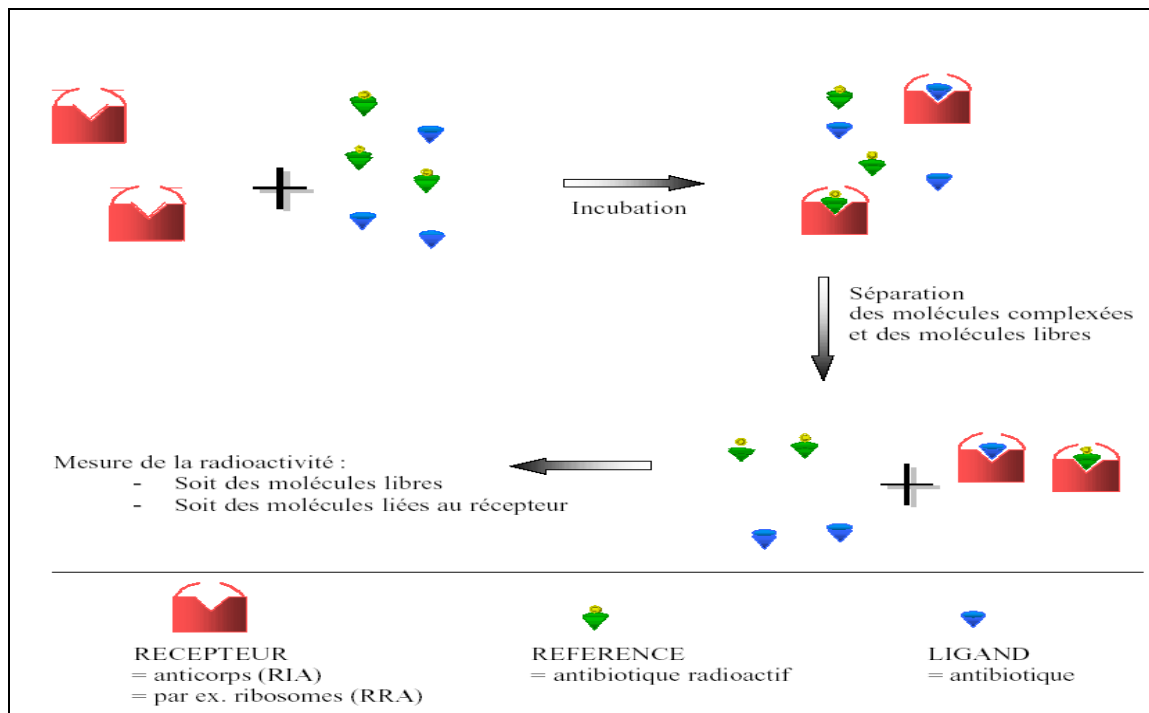 Incubation
Séparation
des molécules complexées
et des molécules libres
Mesure de la radioactivité :
- Soit des molécules libres
- Soit des molécules liées au récepteur
RECEPTEUR
= anticorps (RIA)
= par ex. ribosomes (RRA)
REFERENCE
= antibiotique radioactif
LIGAND
= antibiotique